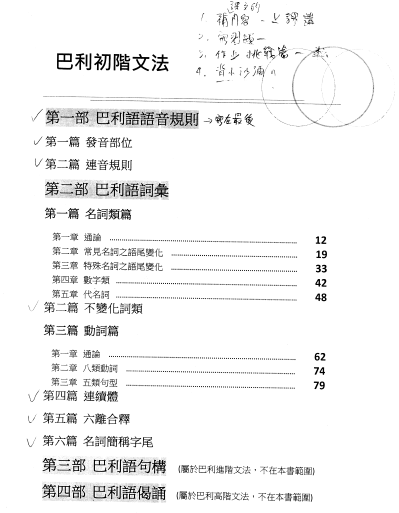 1.
2.
3.
4.
巴利初階文法
✓第一部 巴利語語音規則
✓第一篇 發音部位
✓第二篇 連音規則
第二部 巴利語詞彙
第一篇 名詞類篇
第一章 通論 12
第二章 常見名詞之語尾變化 19
第三章 特殊名詞之語尾變化 33
第四章 數字類 42
第五章 代名詞 48
✓第二篇 不變化詞類
第三篇 動詞篇
第一章 通論 62
第二章 八類動詞 74
第三章 五類句型 79
✓第四篇 連續體
✓第五篇 六離合釋
✓第六篇 名詞簡稱字尾
第三部 巴利語句構 (屬於巴利進階文法，不在本書範圍)
第四部 巴利語偈誦 (屬於巴利高階文法，不在本書範圍)